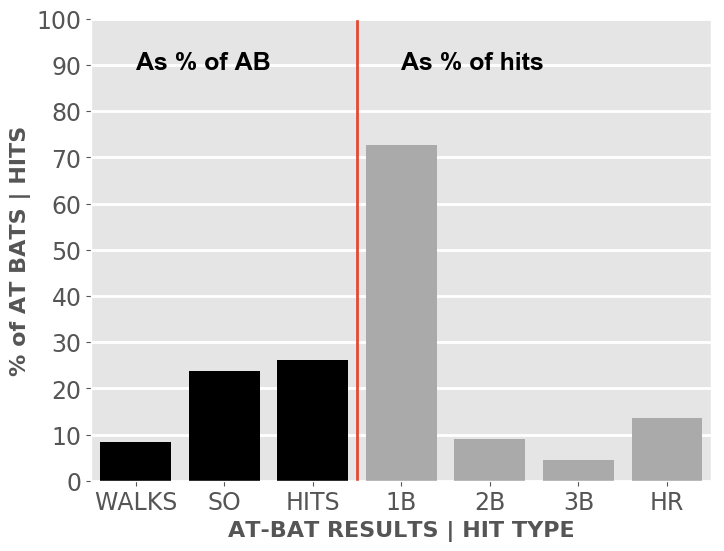 As % of AB
As % of hits
100
90
80
70
60
50
40
30
20
10
0
% of AT BATS | HITS
WALKS SO HITS 1B 2B 3B HR
AT-BAT RESULTS | HIT TYPE